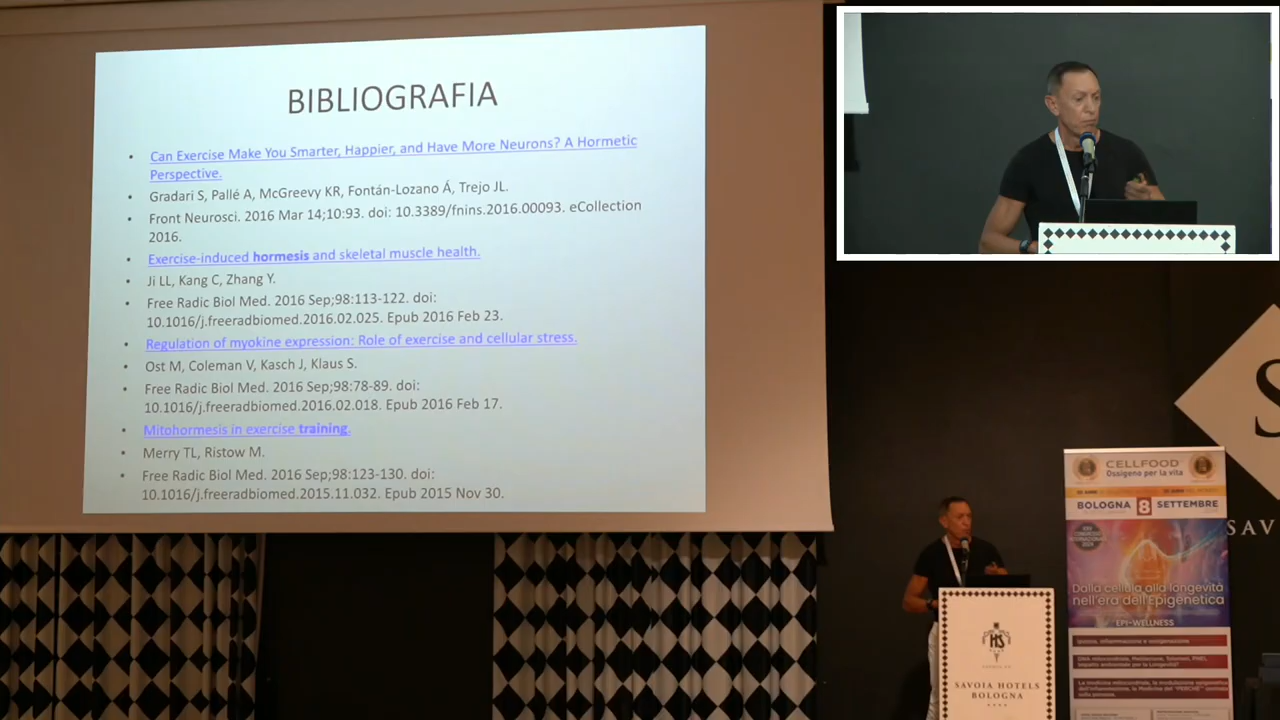 BIBLIOGRAFIA
• Can Exercise Make You Smarter, Happier, and Have More Neurons? A Hormetic
Perspective.
• Gradari S, Pallé A, McGreevy KR, Fontán-Lozano Á, Trejo JL.
• Front Neurosci. 2016 Mar 14;10:93. doi: 10.3389/fnins.2016.00093. eCollection
2016.
• Exercise-induced hormesis and skeletal muscle health.
• Ji LL, Kang C, Zhang Y.
• Free Radic Biol Med. 2016 Sep;98:113-122. doi:
10.1016/j.freeradbiomed.2016.02.025. Epub 2016 Feb 23.
• Regulation of myokine expression: Role of exercise and cellular stress.
• Ost M, Coleman V, Kasch J, Klaus S.
• Free Radic Biol Med. 2016 Sep;98:78-89. doi:
10.1016/j.freeradbiomed.2016.02.018. Epub 2016 Feb 17.
• Mitohormesis in exercise training.
• Merry TL, Ristow M.
• Free Radic Biol Med. 2016 Sep;98:123-130. doi:
10.1016/j.freeradbiomed.2015.11.032. Epub 2015 Nov 30.
S
SAV
CELLFOOD
Ossigeno per la vita
BOLOGNA 8 SETTEMBRE
Dalla cellula alla longevità
nell'era dell'Epigenetica
EPI-WELLNESS
Ipossia, infiammazione e ossigenazione
HS
SAVOIA HOTELS
BOLOGNA